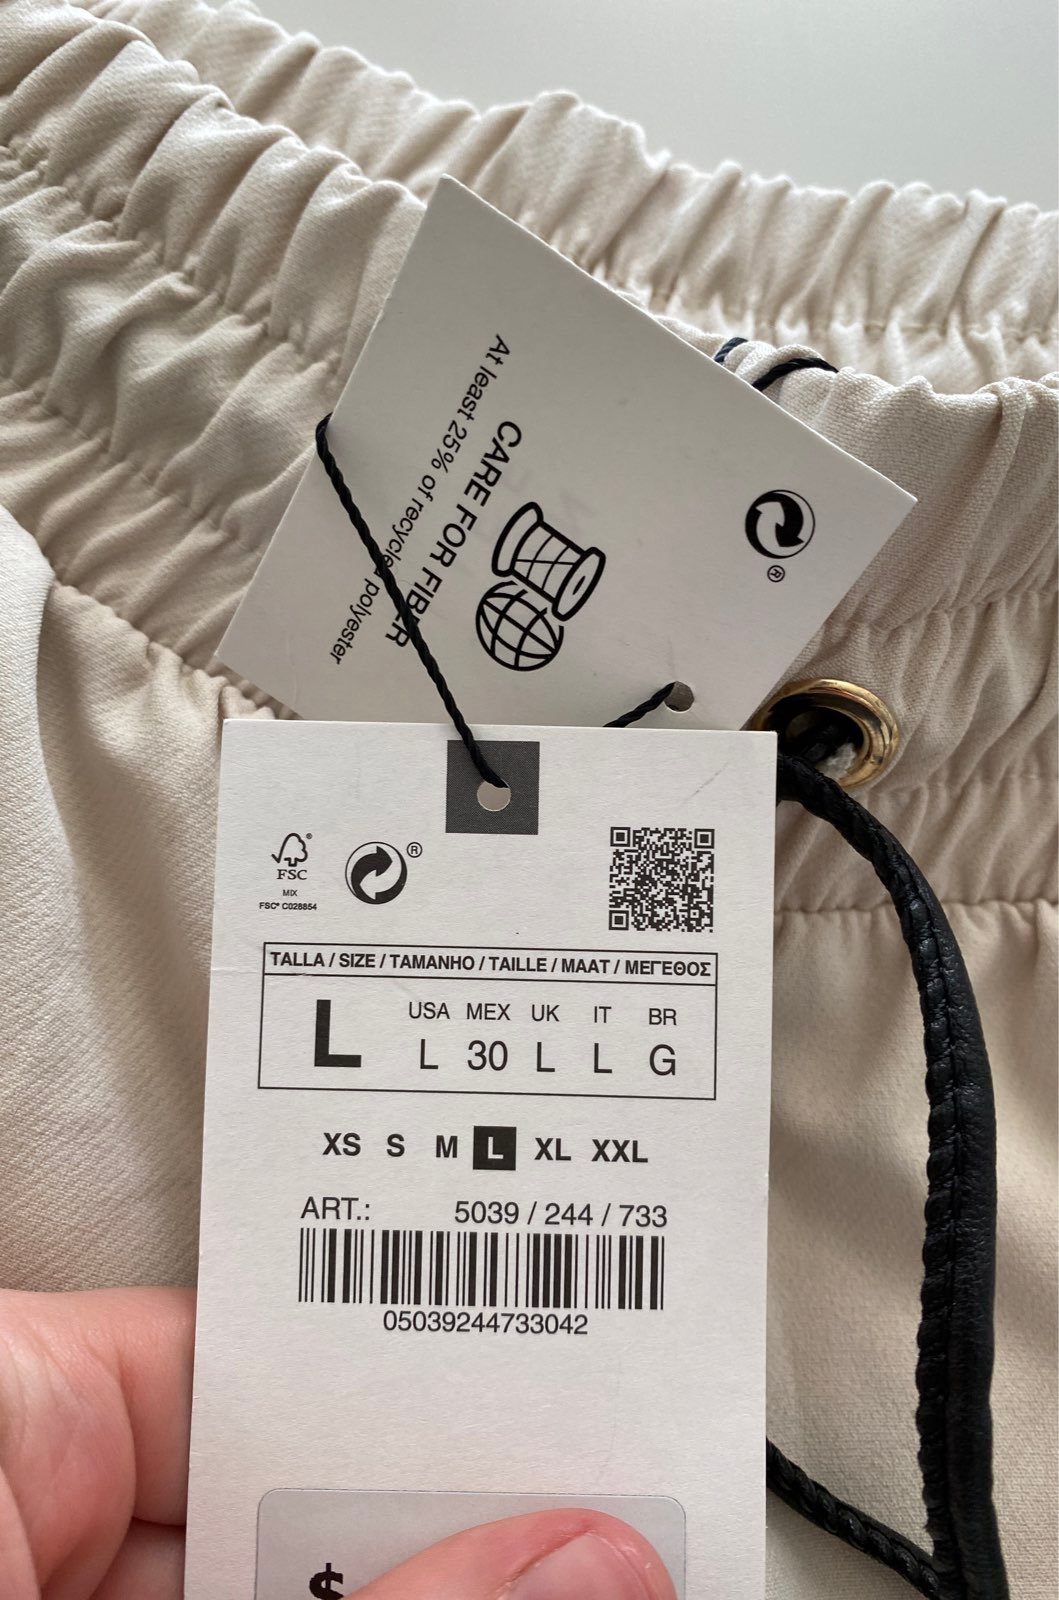 CARE FOR FIBER
At least 25% of recycled polyester
®
®
FSC
®
MIX
FSC® C028854
TALLA / SIZE / TAMANHO / TAILLE / MAAT / ΜΕΓΕΘΟΣ
USA MEX UK IT BR
L L 30 L L G
XS S M L XL XXL
ART.: 5039 / 244 / 733
05039244733042
$